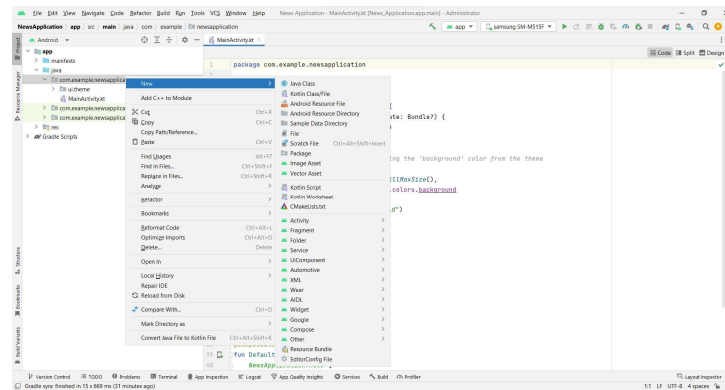 File Edit View Navigate Code Refactor Build Run Tools VCS Window Help News Application - MainActivity.kt [News_Application.app.main] - Administrator
NewsApplication app src main java com example newsapplication
app samsung SM-M515F
Android MainActivity.kt
Code Split Design
Project
Resource Manager
Structure
Bookmarks
Build Variants
app
manifests
java
com.example.newsapplica
ui.theme
MainActivity.kt
com.example.newsapplica
com.example.newsapplica
res
Gradle Scripts
1 package com.example.newsapplication
ate: Bundle?) {
ing the 'background' color from the theme
illMaxSize(),
.colors.background
d")
39 fun Default
40
New
Add C++ to Module
Cut Ctrl+X
Copy Ctrl+C
Copy Path/Reference...
Paste Ctrl+V
Find Usages Alt+F7
Find in Files... Ctrl+Shift+F
Replace in Files... Ctrl+Shift+R
Analyze
Refactor
Bookmarks
Reformat Code Ctrl+Alt+L
Optimize Imports Ctrl+Alt+O
Delete... Delete
Open In
Local History
Repair IDE
Reload from Disk
Compare With... Ctrl+D
Mark Directory as
Convert Java File to Kotlin File Ctrl+Alt+Shift+K
Java Class
Kotlin Class/File
Android Resource File
Android Resource Directory
Sample Data Directory
File
Scratch File Ctrl+Alt+Shift+Insert
Package
Image Asset
Vector Asset
Kotlin Script
Kotlin Worksheet
CMakeLists.txt
Activity
Fragment
Folder
Service
UiComponent
Automotive
XML
Wear
AIDL
Widget
Google
Compose
Other
Resource Bundle
EditorConfig File
Version Control TODO Problems Terminal App Inspection Logcat App Quality Insights Services Build Profiler Layout Inspector
Gradle sync finished in 15 s 669 ms (31 minutes ago) 1:1 LF UTF-8 4 spaces